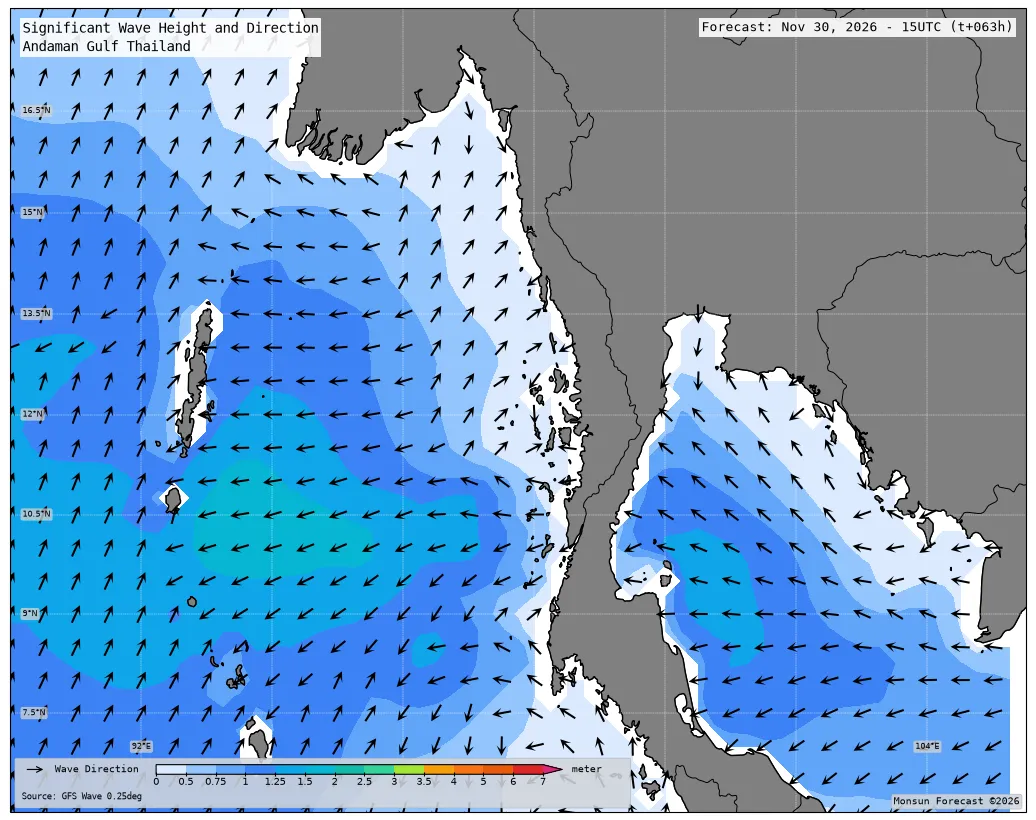 Significant Wave Height and Direction
Andaman Gulf Thailand
Forecast: Nov 30, 2026 - 15UTC (t+063h)
16.5°N
15°N
13.5°N
12°N
10.5°N
9°N
7.5°N
92°E
104°E
Wave Direction
meter
0.5 0.75 1 1.25 1.5 2 2.5 3 3.5 4 5 6 7
Source: GFS Wave 0.25deg
Monsun Forecast ©2026